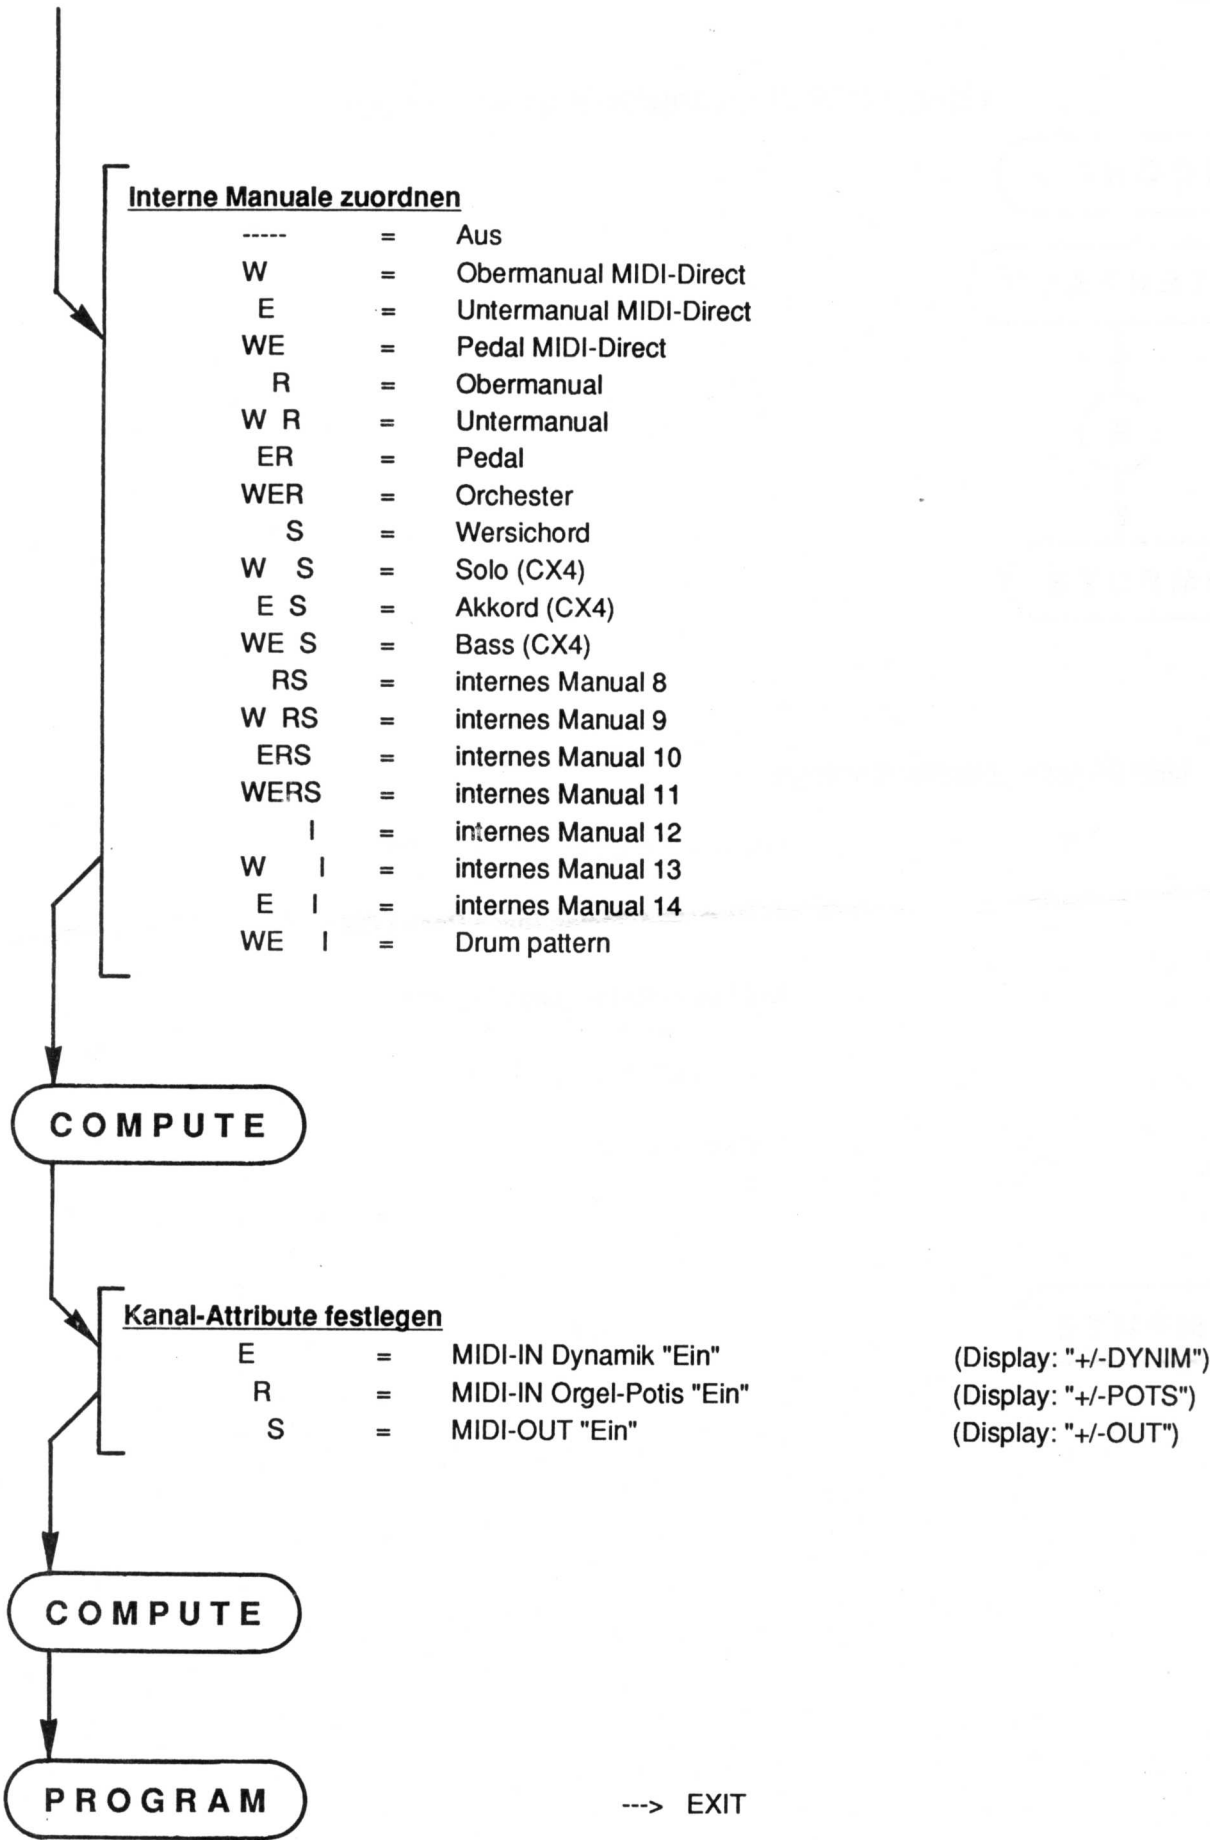 Interne Manuale zuordnen
----- = Aus
W = Obermanual MIDI-Direct
E = Untermanual MIDI-Direct
WE = Pedal MIDI-Direct
R = Obermanual
W R = Untermanual
ER = Pedal
WER = Orchester
S = Wersichord
W S = Solo (CX4)
E S = Akkord (CX4)
WE S = Bass (CX4)
RS = internes Manual 8
W RS = internes Manual 9
ERS = internes Manual 10
WERS = internes Manual 11
I = internes Manual 12
W I = internes Manual 13
E I = internes Manual 14
WE I = Drum pattern
COMPUTE
Kanal-Attribute festlegen
E = MIDI-IN Dynamik "Ein" (Display: "+/-DYNIM")
R = MIDI-IN Orgel-Potis "Ein" (Display: "+/-POTS")
S = MIDI-OUT "Ein" (Display: "+/-OUT")
COMPUTE
PROGRAM ---> EXIT